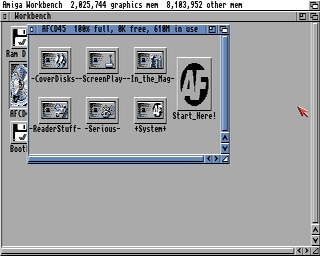 Amiga Workbench  2,025,744 graphics mem  8,103,952 other mem
Workbench
AFCD45  100% full, 0K free, 610M in use
Ram D
AFCD
Boot
-CoverDisks- -ScreenPlay- -In_the_Mag-
-ReaderStuff- -Serious- +System+
AF
Start_Here!